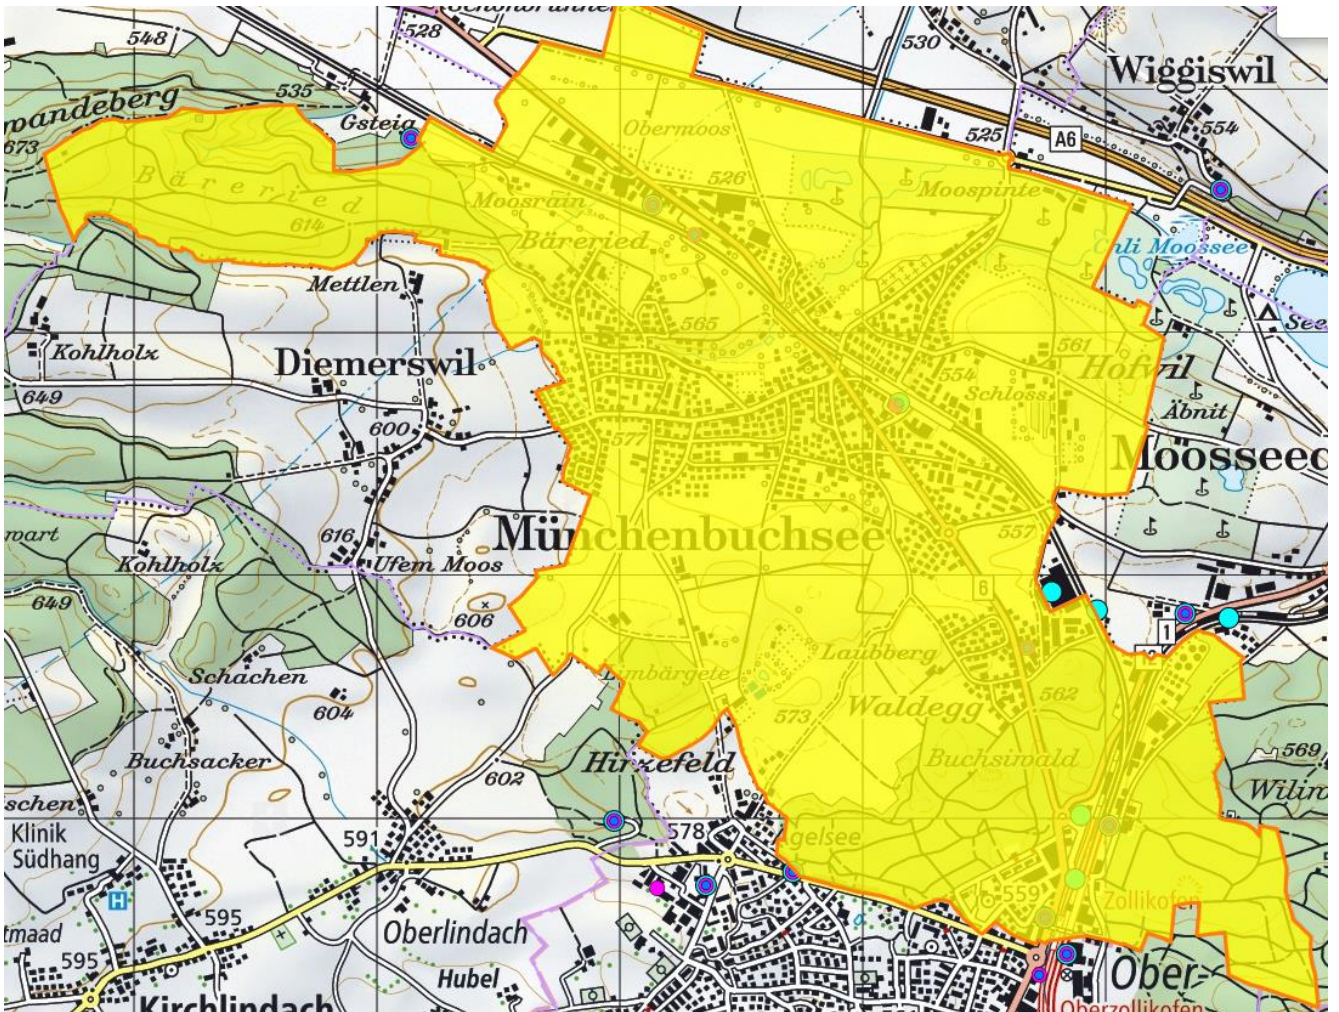 528
548
530
Wiggiswil
535
Gsteig
554
673
Obermoos
525
A6
526
Moospinte
Bäreried
Moosrain
614
Bäreried
Mettlen
565
Kohlholz
Diemerswil
561
Hofwil
554
Schloss
649
600
Äbnit
577
Moosseed
Münchenbuchsee
557
616
Kohlholz
Ufem Moos
6
649
606
1
Laubberg
Schachen
562
604
573
Waldegg
Buchsiwald
569
Buchsacker
602
Hirzefeld
schen
Klinik
Südhang
591
578
gelsee
H
559
Zollikofen
595
Oberlindach
595
Hubel
Ober-
Kirchlindach
Oberzollikofen